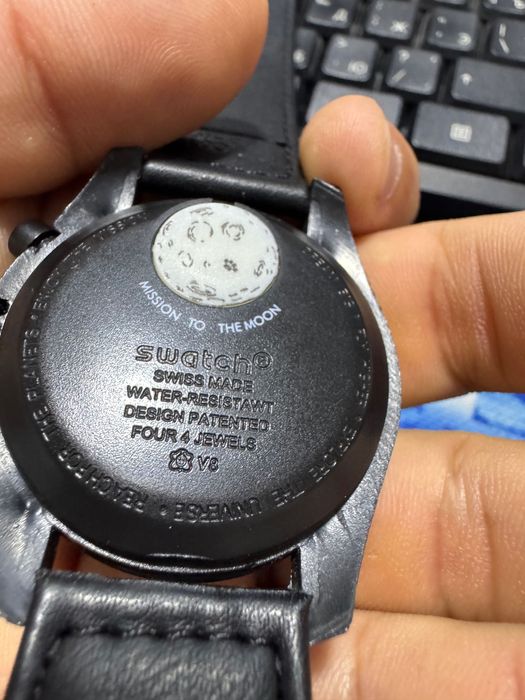 MISSION TO THE MOON
swatch®
SWISS MADE
WATER-RESISTAWT
DESIGN PATENTED
FOUR 4 JEWELS
V8
REACH FOR THE PLANETS
THE UNIVERSE